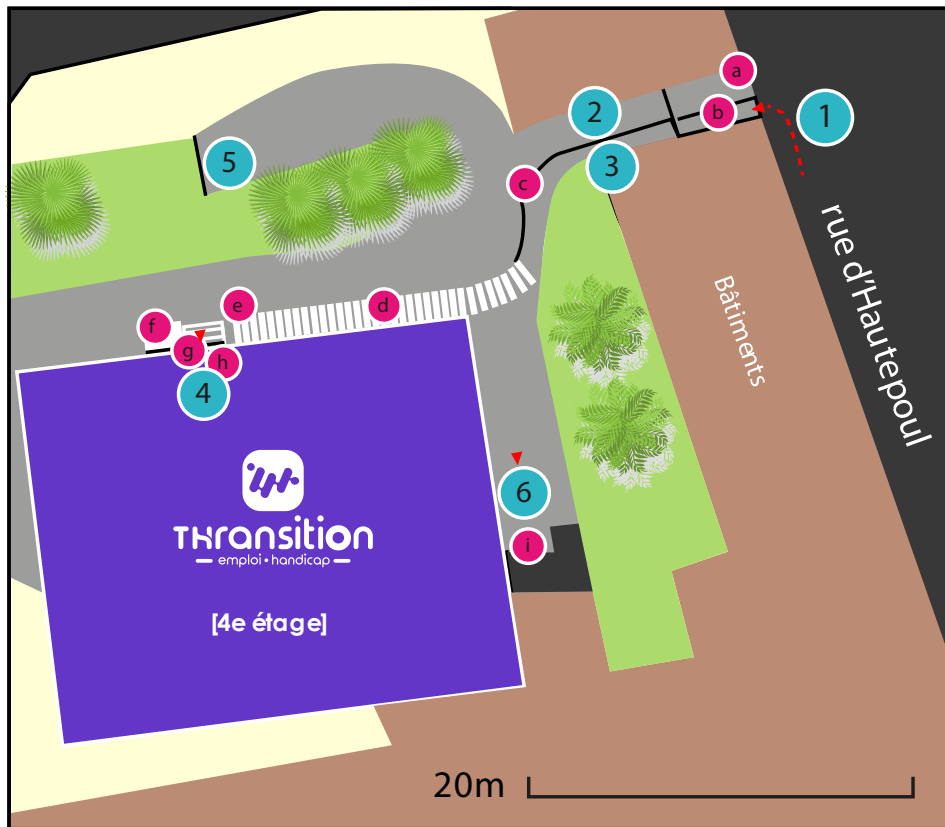 a
b
1
2
3
5
c
rue d'Hautepoul
Bâtiments
d
e
f
g
h
4
6
i
THransition
emploi • handicap
[4e étage]
20m